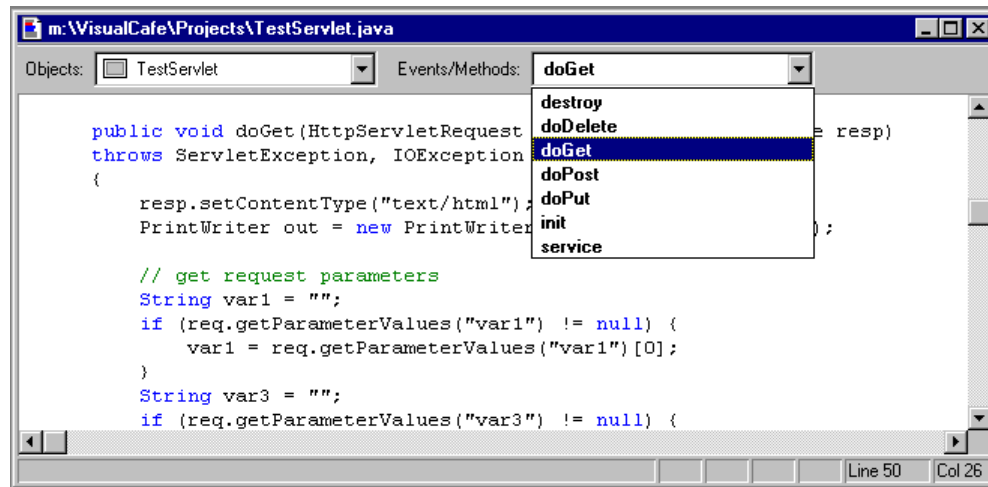 m:\VisualCafe\Projects\TestServlet.java
Objects: TestServlet Events/Methods: doGet
destroy
doDelete
doGet
doPost
doPut
init
service
public void doGet(HttpServletRequest e resp)
throws ServletException, IOException
{
resp.setContentType("text/html");
PrintWriter out = new PrintWriter );
// get request parameters
String var1 = "";
if (req.getParameterValues("var1") != null) {
var1 = req.getParameterValues("var1")[0];
}
String var3 = "";
if (req.getParameterValues("var3") != null) {
Line 50 Col 26